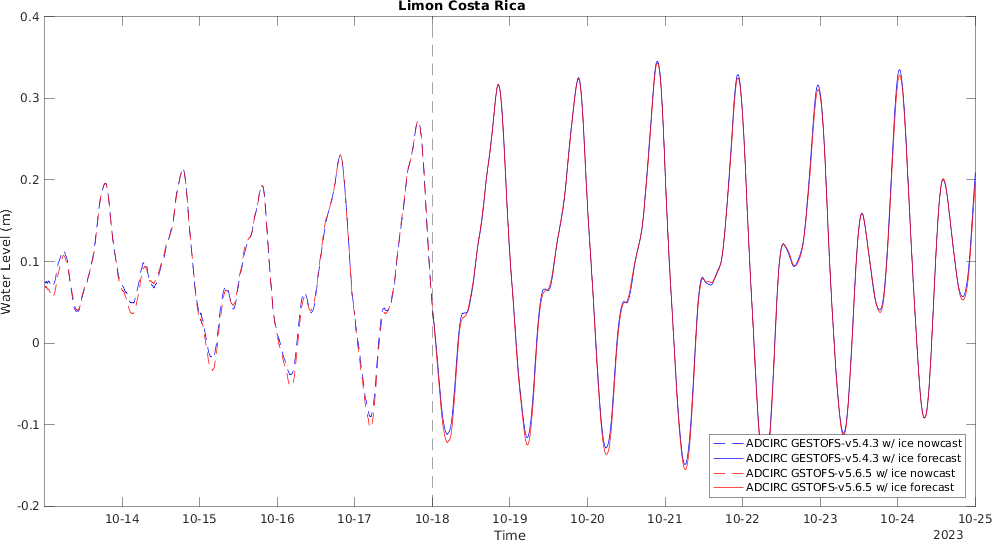 Limon Costa Rica
Water Level (m)
0.4
0.3
0.2
0.1
0
-0.1
-0.2
ADCIRC GESTOFS-v5.4.3 w/ ice nowcast
ADCIRC GESTOFS-v5.4.3 w/ ice forecast
ADCIRC GSTOFS-v5.6.5 w/ ice nowcast
ADCIRC GSTOFS-v5.6.5 w/ ice forecast
10-14 10-15 10-16 10-17 10-18 10-19 10-20 10-21 10-22 10-23 10-24 10-25
Time
2023